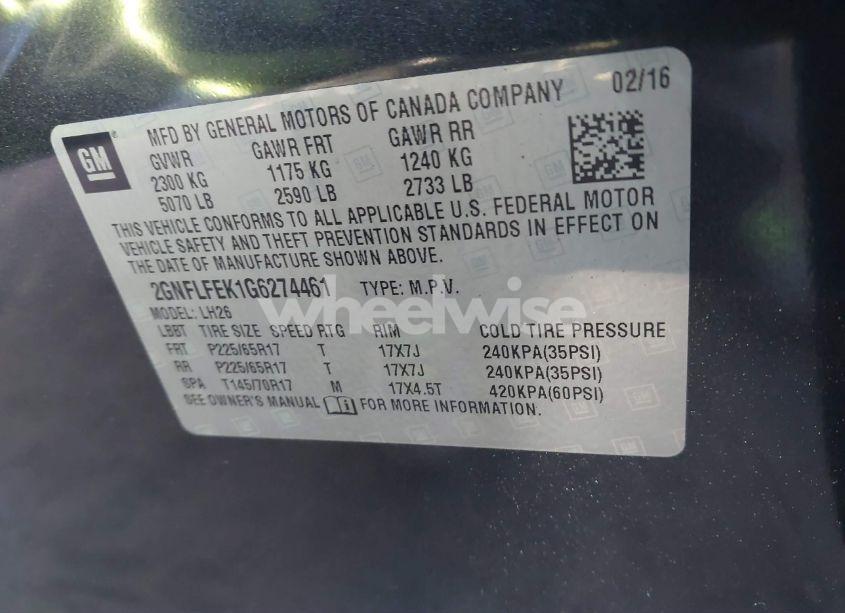 MFD BY GENERAL MOTORS OF CANADA COMPANY 02/16
GM
GVWR GAWR FRT GAWR RR
2300 KG 1175 KG 1240 KG
5070 LB 2590 LB 2733 LB
THIS VEHICLE CONFORMS TO ALL APPLICABLE U.S. FEDERAL MOTOR
VEHICLE SAFETY AND THEFT PREVENTION STANDARDS IN EFFECT ON
THE DATE OF MANUFACTURE SHOWN ABOVE.
2GNFLFEK1G6274461 TYPE: M.P.V.
wheelwise
MODEL: LH26
LBBT TIRE SIZE SPEED RTG RIM COLD TIRE PRESSURE
FRT P225/65R17 T 17X7J 240KPA(35PSI)
RR P225/65R17 T 17X7J 240KPA(35PSI)
SPA T145/70R17 M 17X4.5T 420KPA(60PSI)
SEE OWNER'S MANUAL i FOR MORE INFORMATION.